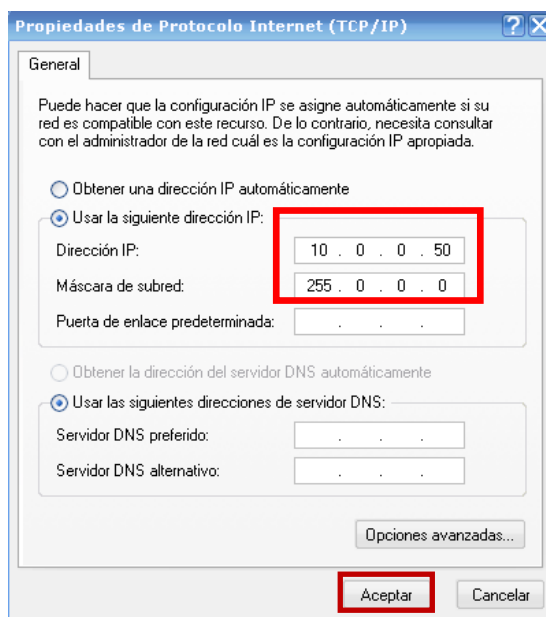 Propiedades de Protocolo Internet (TCP/IP)
General
Puede hacer que la configuración IP se asigne automáticamente si su
red es compatible con este recurso. De lo contrario, necesita consultar
con el administrador de la red cuál es la configuración IP apropiada.
Obtener una dirección IP automáticamente
Usar la siguiente dirección IP:
Dirección IP: 10 . 0 . 0 . 50
Máscara de subred: 255 . 0 . 0 . 0
Puerta de enlace predeterminada: . . .
Obtener la dirección del servidor DNS automáticamente
Usar las siguientes direcciones de servidor DNS:
Servidor DNS preferido: . . .
Servidor DNS alternativo: . . .
Opciones avanzadas...
Aceptar Cancelar